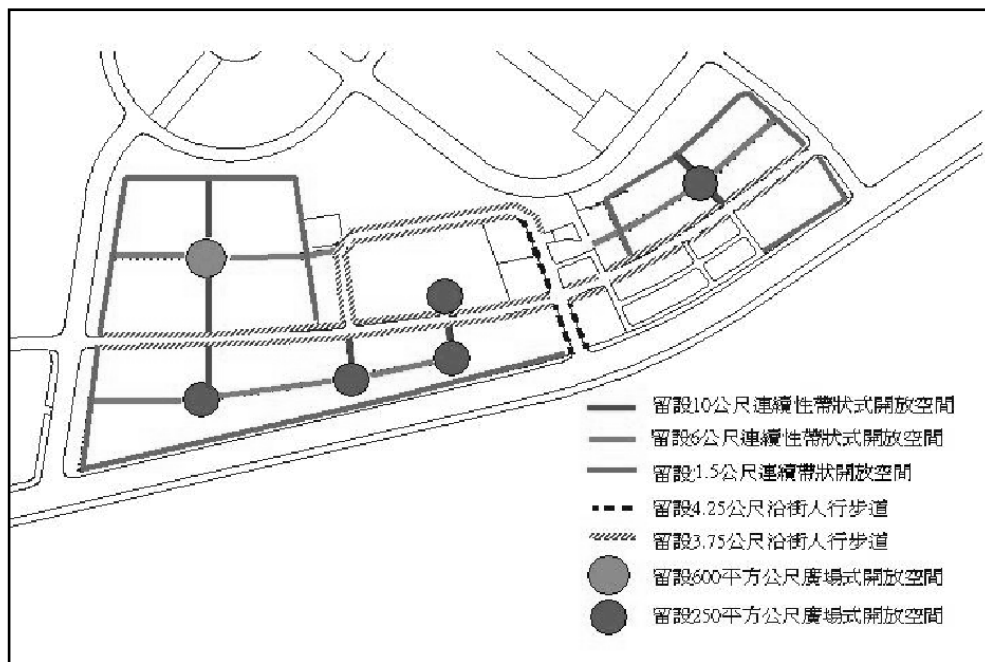 留設10公尺連續性帶狀式開放空間
留設6公尺連續性帶狀式開放空間
留設1.5公尺連續帶狀開放空間
留設4.25公尺沿街人行步道
留設3.75公尺沿街人行步道
留設600平方公尺廣場式開放空間
留設250平方公尺廣場式開放空間